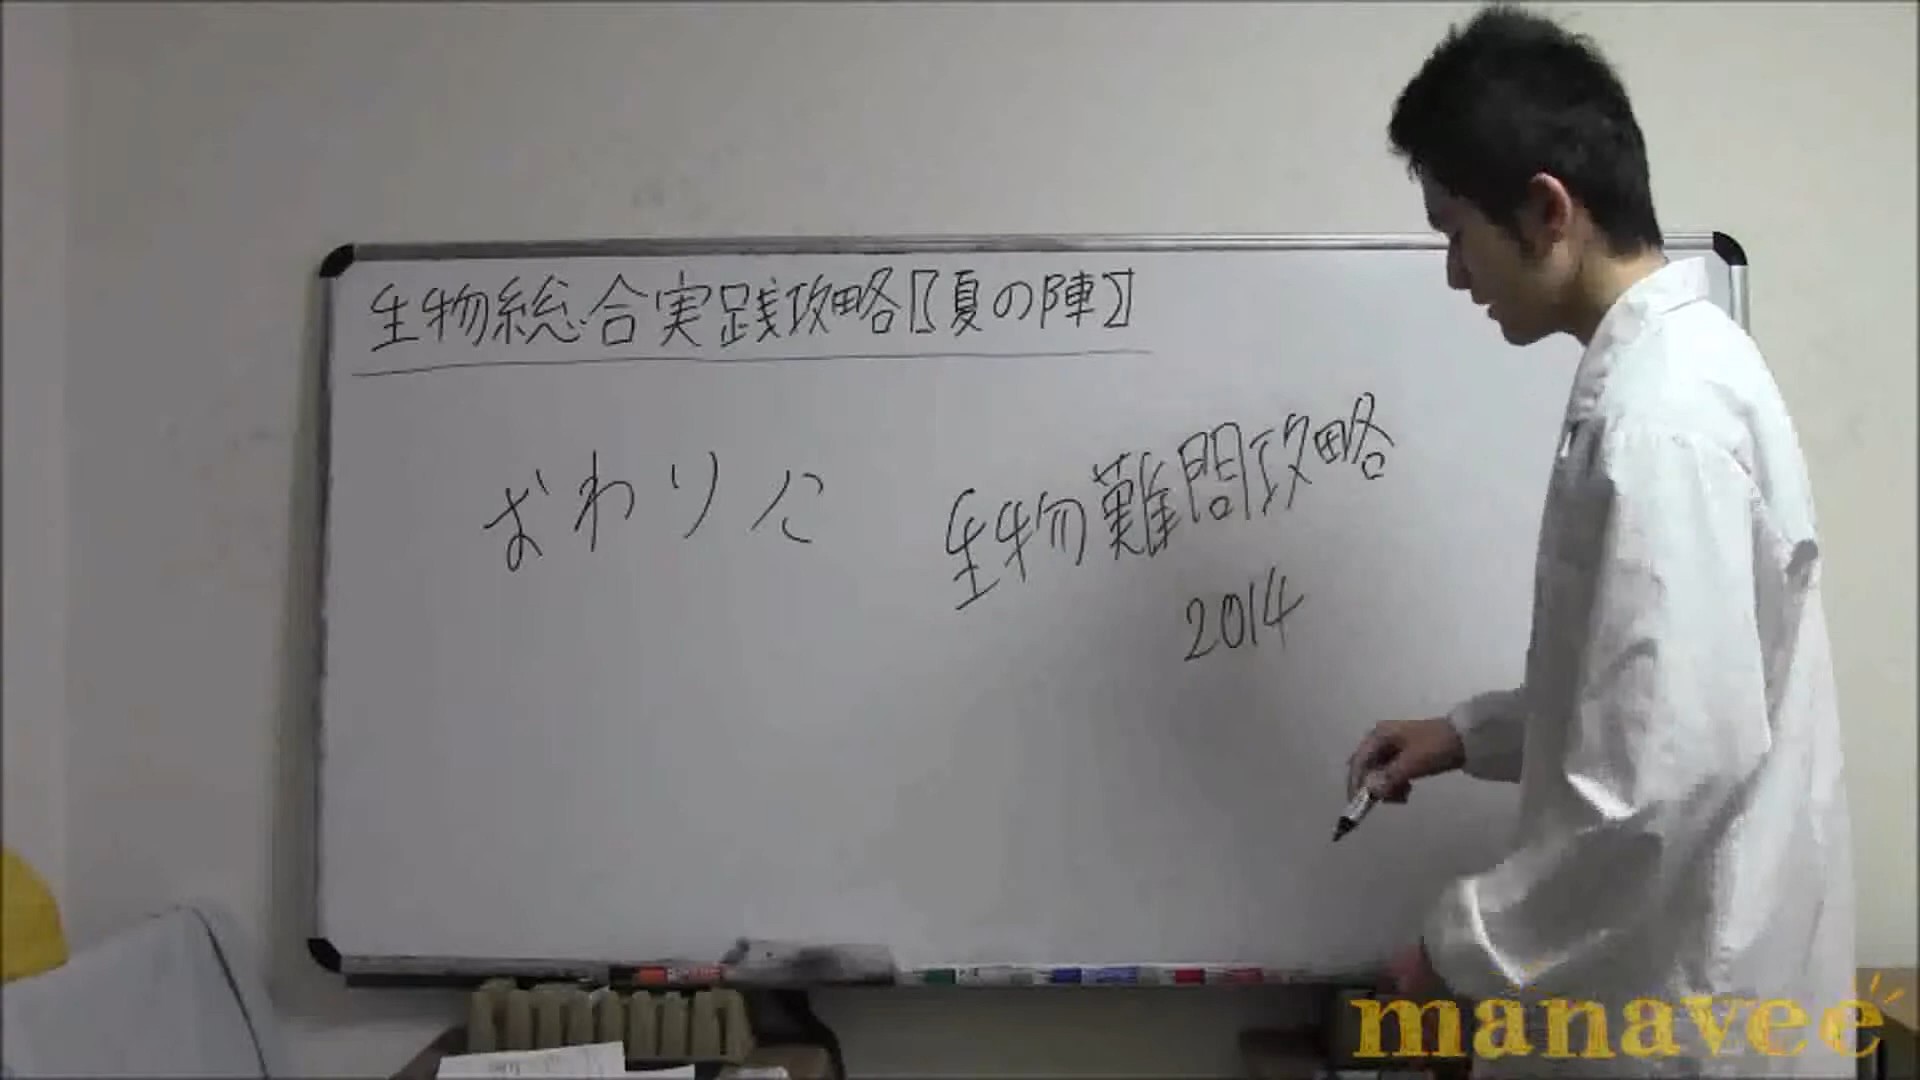 生物総合実践攻略〖夏の陣〗
おわりに
生物難問攻略
2014
manavee